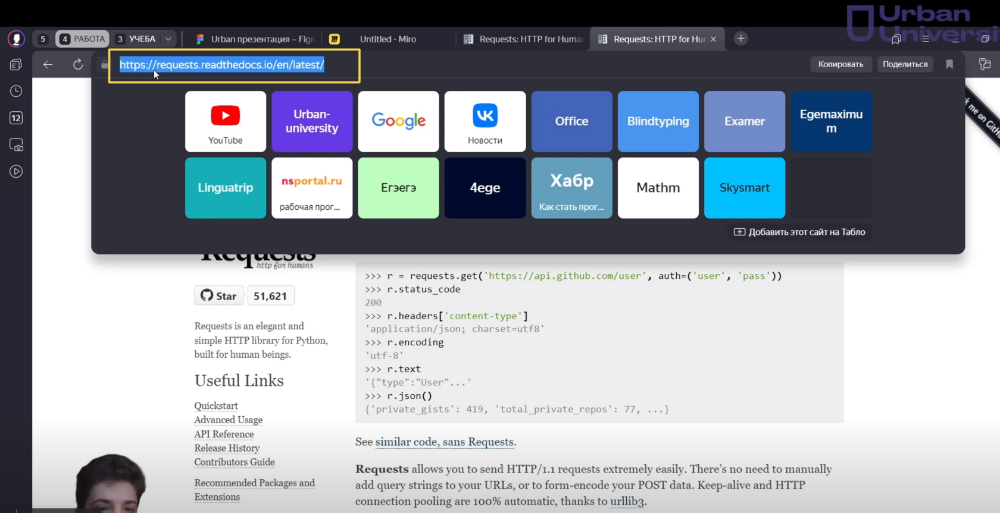 Urban
Universi
5
4 РАБОТА
3 УЧЕБА
Urban презентация – Fig
Untitled - Miro
Requests: HTTP for Huma
Requests: HTTP for Hu
https://requests.readthedocs.io/en/latest/
Копировать
Поделиться
12
k me on GitH
YouTube
Urban-
university
Google
Новости
Office
Blindtyping
Examer
Egemaximu
m
Linguatrip
nsportal.ru
рабочая прог...
Егэегэ
4ege
Хабр
Как стать прог...
Mathm
Skysmart
Добавить этот сайт на Табло
Requests
http for humans
Star
51,621
Requests is an elegant and
simple HTTP library for Python,
built for human beings.
Useful Links
Quickstart
Advanced Usage
API Reference
Release History
Contributors Guide
Recommended Packages and
Extensions
>>> r = requests.get('https://api.github.com/user', auth=('user', 'pass'))
>>> r.status_code
200
>>> r.headers['content-type']
'application/json; charset=utf8'
>>> r.encoding
'utf-8'
>>> r.text
'{"type":"User"...'
>>> r.json()
{'private_gists': 419, 'total_private_repos': 77, ...}
See similar code, sans Requests.
Requests allows you to send HTTP/1.1 requests extremely easily. There’s no need to manually
add query strings to your URLs, or to form-encode your POST data. Keep-alive and HTTP
connection pooling are 100% automatic, thanks to urllib3.